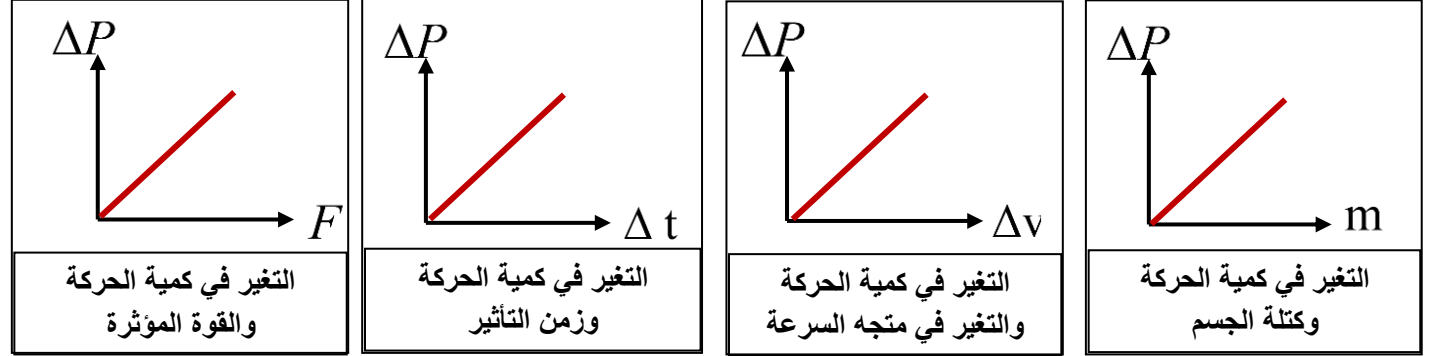 ΔP
m
التغير في كمية الحركة
وكتلة الجسم
ΔP
Δv
التغير في كمية الحركة
والتغير في متجه السرعة
ΔP
Δ t
التغير في كمية الحركة
وزمن التأثير
ΔP
F
التغير في كمية الحركة
والقوة المؤثرة